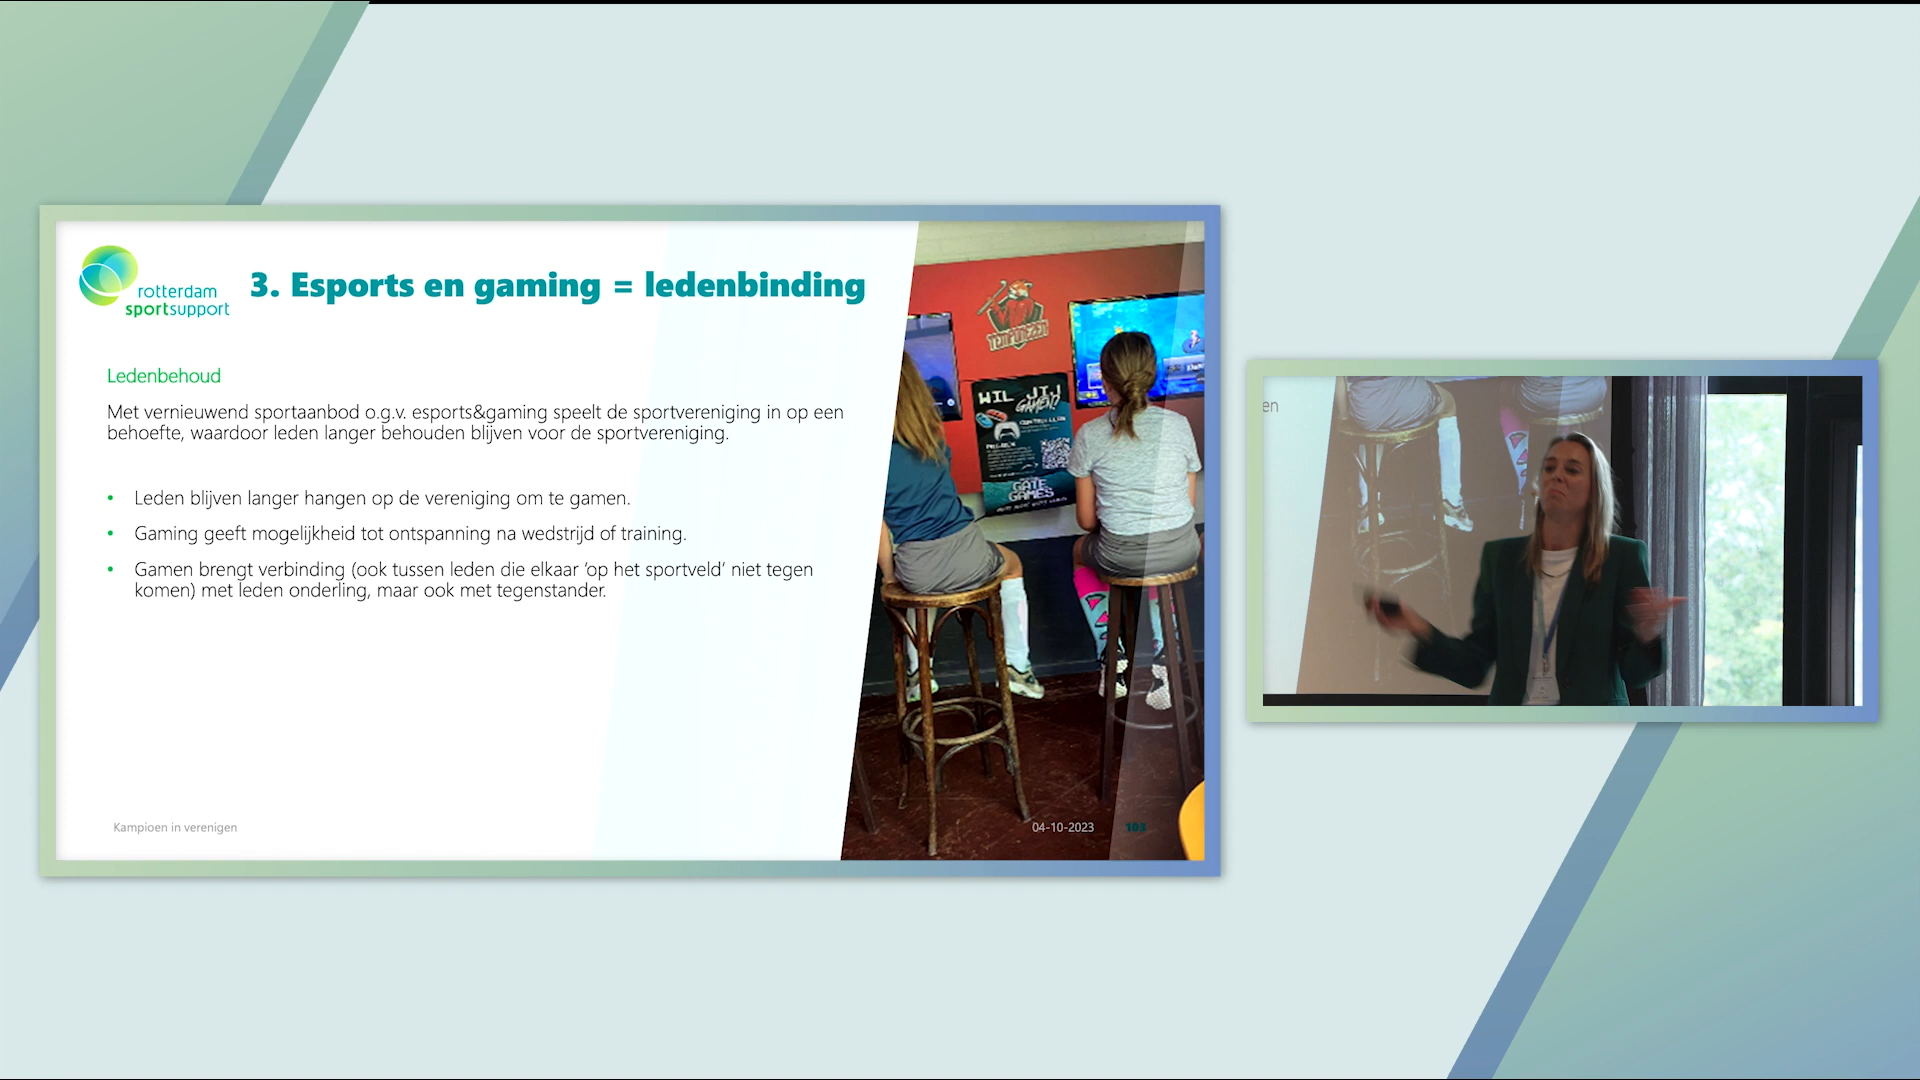 rotterdam
sportsupport
3. Esports en gaming = ledenbinding
Ledenbehoud
Met vernieuwend sportaanbod o.g.v. esports&gaming speelt de sportvereniging in op een
behoefte, waardoor leden langer behouden blijven voor de sportvereniging.
• Leden blijven langer hangen op de vereniging om te gamen.
• Gaming geeft mogelijkheid tot ontspanning na wedstrijd of training.
• Gamen brengt verbinding (ook tussen leden die elkaar ‘op het sportveld’ niet tegen
komen) met leden onderling, maar ook met tegenstander.
WIL JIJ
GAMEN?
GATE
GAMES
Kampioen in verenigen
04-10-2023
103
en